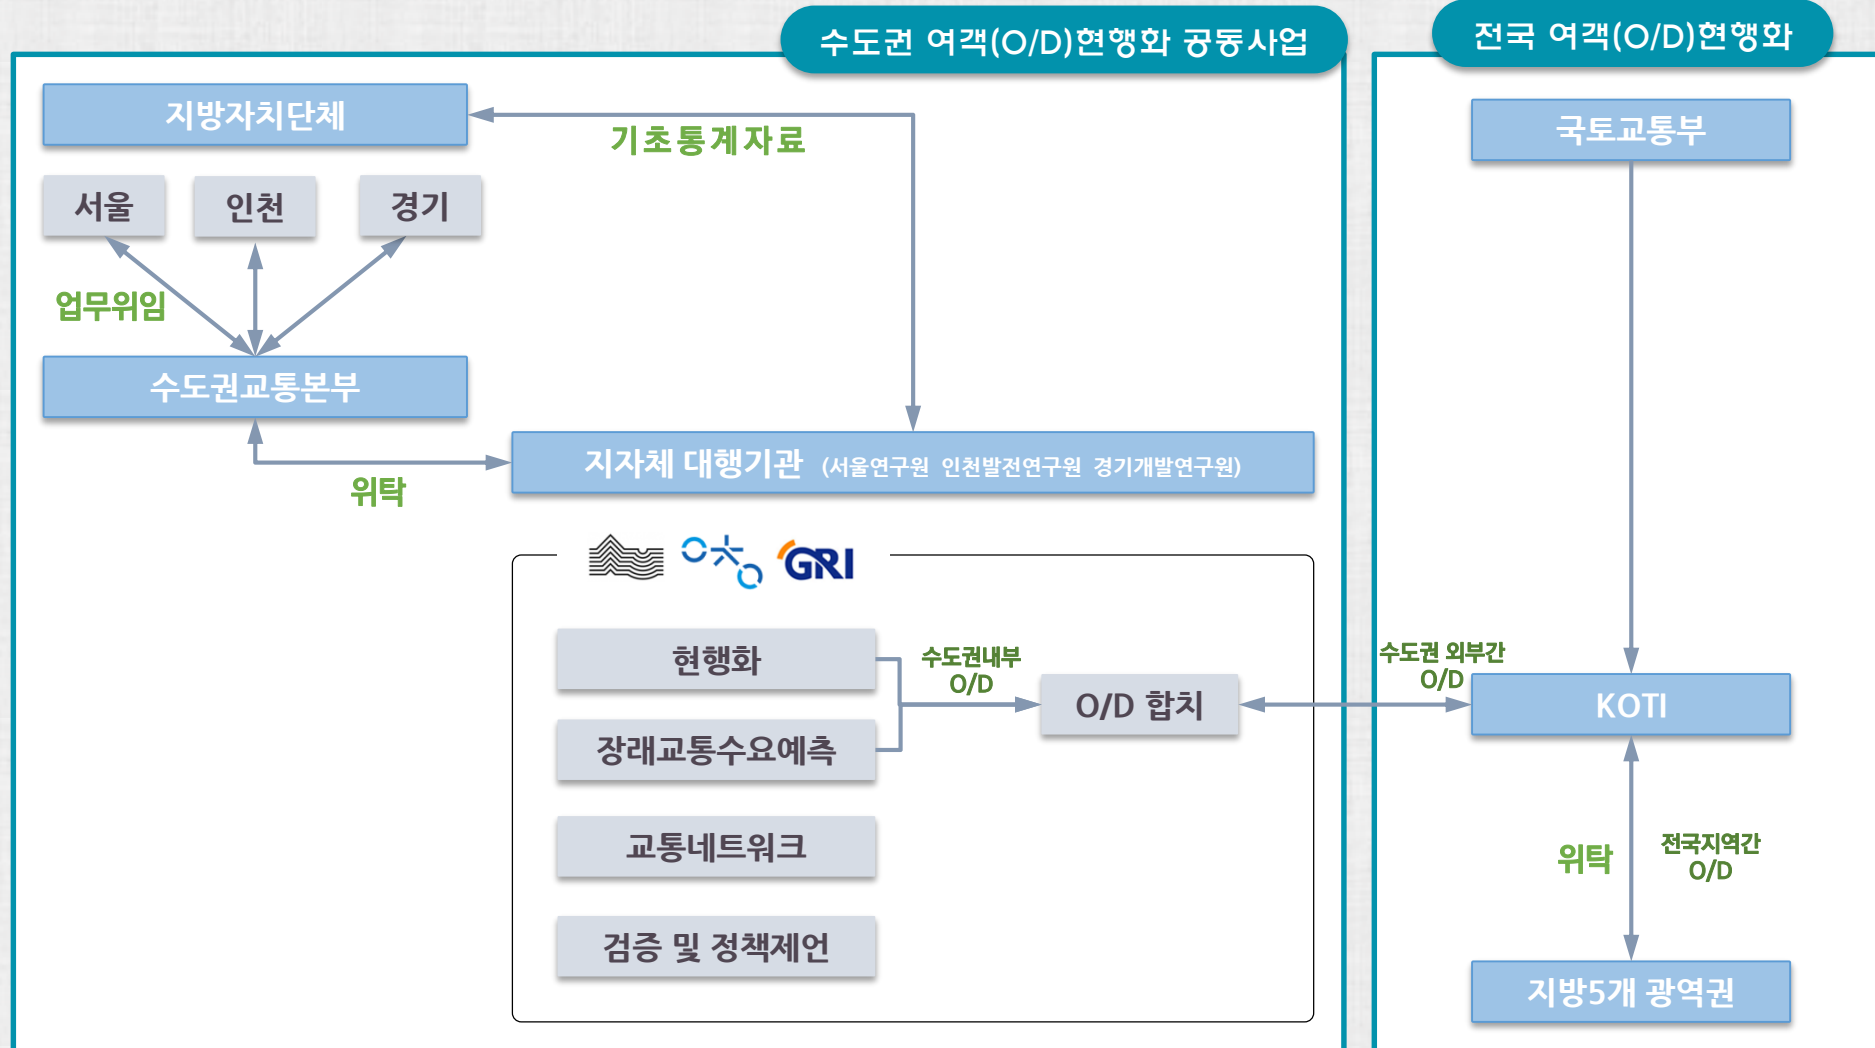 수도권 여객(O/D)현행화 공동사업
전국 여객(O/D)현행화
지방자치단체
기초통계자료
서울
인천
경기
업무위임
수도권교통본부
위탁
지자체 대행기관 (서울연구원 인천발전연구원 경기개발연구원)
GRI
현행화
장래교통수요예측
수도권내부
O/D
O/D 합치
교통네트워크
검증 및 정책제언
국토교통부
수도권 외부간
O/D
KOTI
위탁
전국지역간
O/D
지방5개 광역권